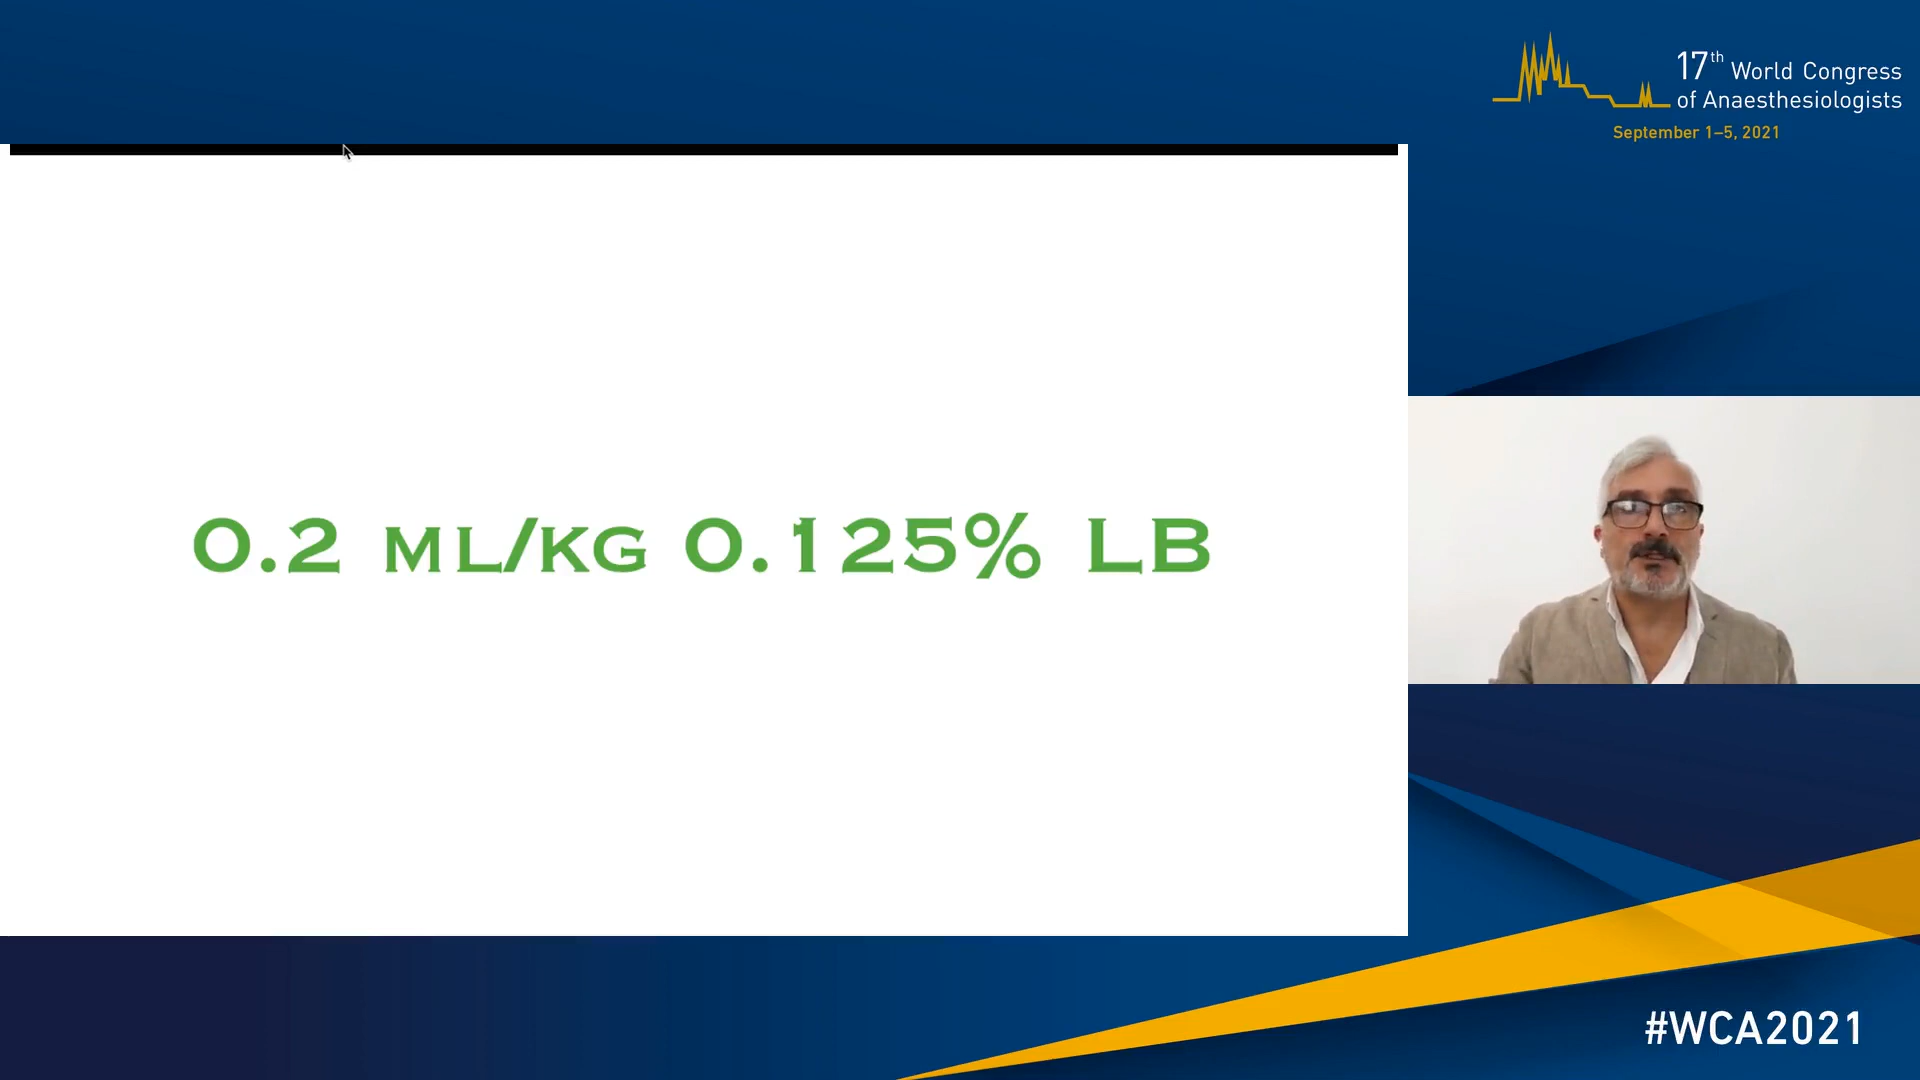 17th World Congress
of Anaesthesiologists
September 1–5, 2021
0.2 ML/KG 0.125% LB
#WCA2021